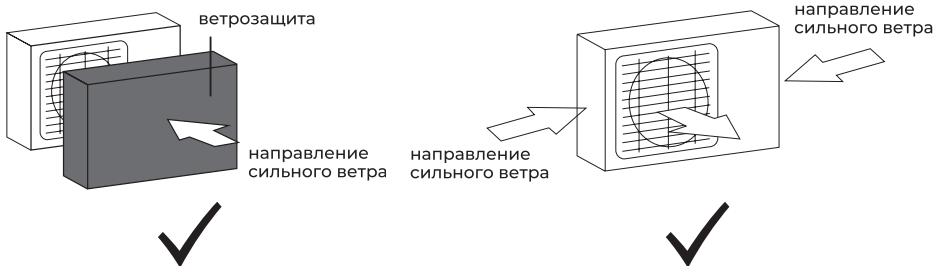 ветрозащита
направление
сильного ветра
направление
сильного ветра
направление
сильного ветра